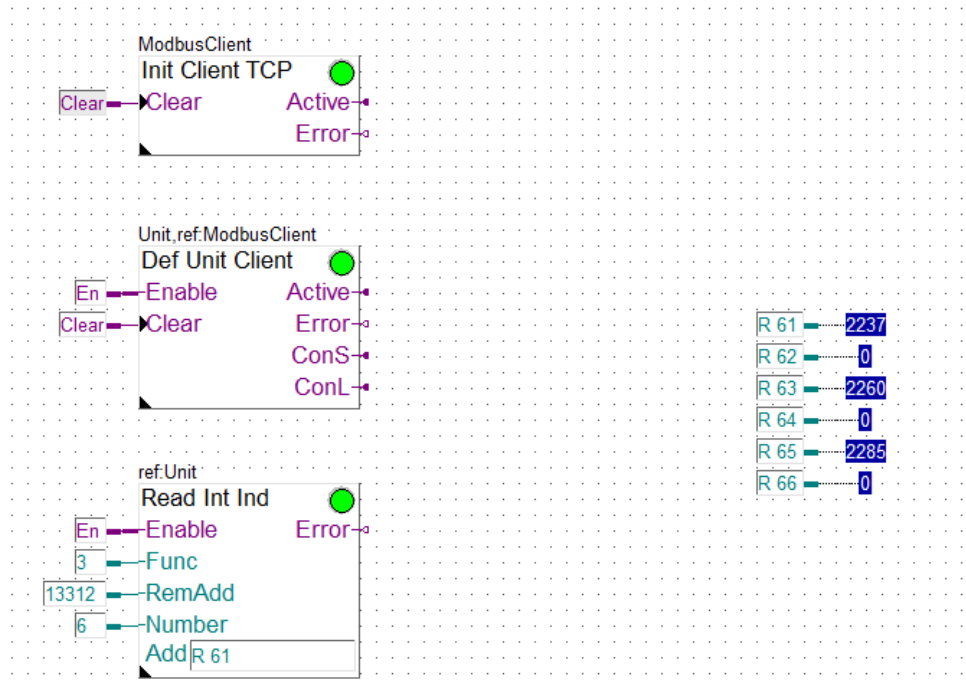 ModbusClient
Init Client TCP
Clear Clear Active
Error
Unit,ref:ModbusClient
Def Unit Client
En Enable Active
Clear Clear Error
ConS
ConL
R 61 2237
R 62 0
R 63 2260
R 64 0
R 65 2285
R 66 0
ref:Unit
Read Int Ind
En Enable Error
3 Func
13312 RemAdd
6 Number
Add R 61